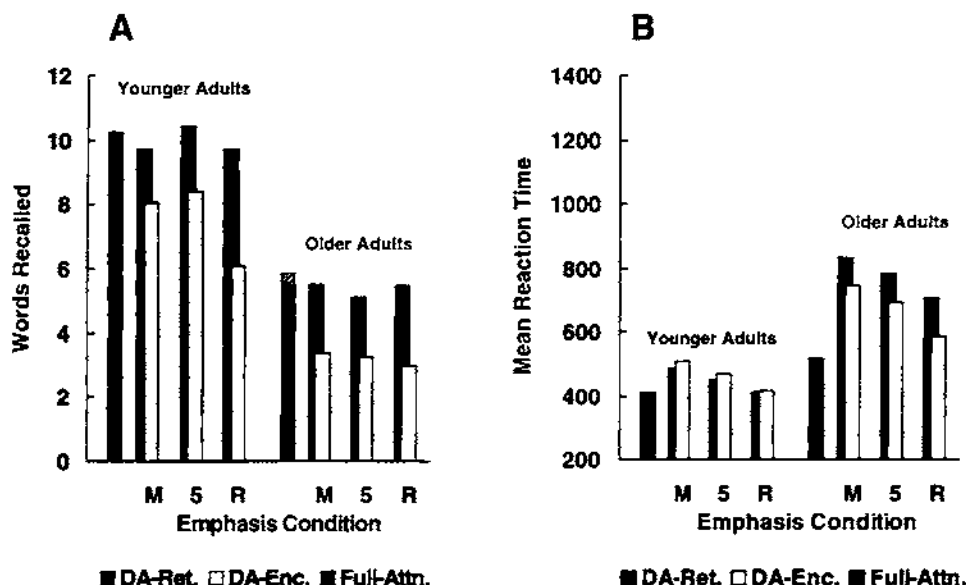 A
Words Recalled
12
10
8
6
4
2
0
Younger Adults
Older Adults
M 5 R M 5 R
Emphasis Condition
DA-Ret. DA-Enc. Full-Attn.
B
Mean Reaction Time
1400
1200
1000
800
600
400
200
Younger Adults
Older Adults
M 5 R M 5 R
Emphasis Condition
DA-Ret. DA-Enc. Full-Attn.